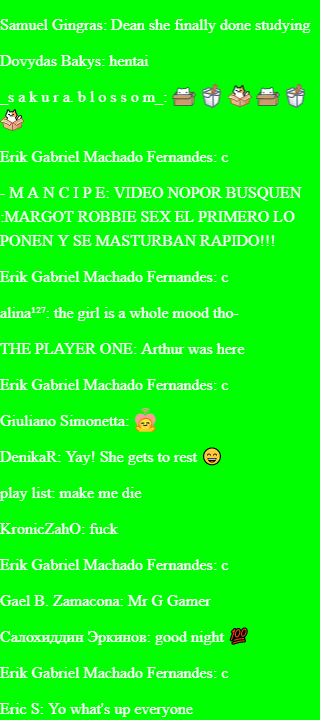 Samuel Gingras: Dean she finally done studying
Dovydas Bakys: hentai
_s a k u r a. b l o s s o m_:
Erik Gabriel Machado Fernandes: c
- M A N C I P E: VIDEO NOPOR BUSQUEN
:MARGOT ROBBIE SEX EL PRIMERO LO
PONEN Y SE MASTURBAN RAPIDO!!!
Erik Gabriel Machado Fernandes: c
alina¹²⁷: the girl is a whole mood tho-
THE PLAYER ONE: Arthur was here
Erik Gabriel Machado Fernandes: c
Giuliano Simonetta:
DenikaR: Yay! She gets to rest 😄
play list: make me die
KronicZahO: fuck
Erik Gabriel Machado Fernandes: c
Gael B. Zamacona: Mr G Gamer
Салохиддин Эркинов: good night 💯
Erik Gabriel Machado Fernandes: c
Eric S: Yo what's up everyone